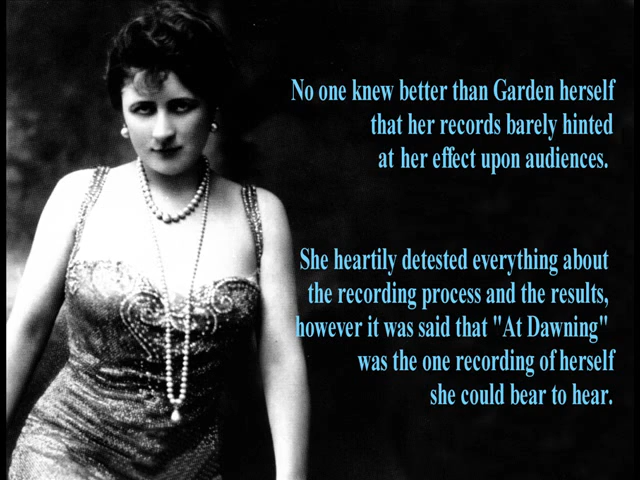 No one knew better than Garden herself
that her records barely hinted
at her effect upon audiences.
She heartily detested everything about
the recording process and the results,
however it was said that "At Dawning"
was the one recording of herself
she could bear to hear.